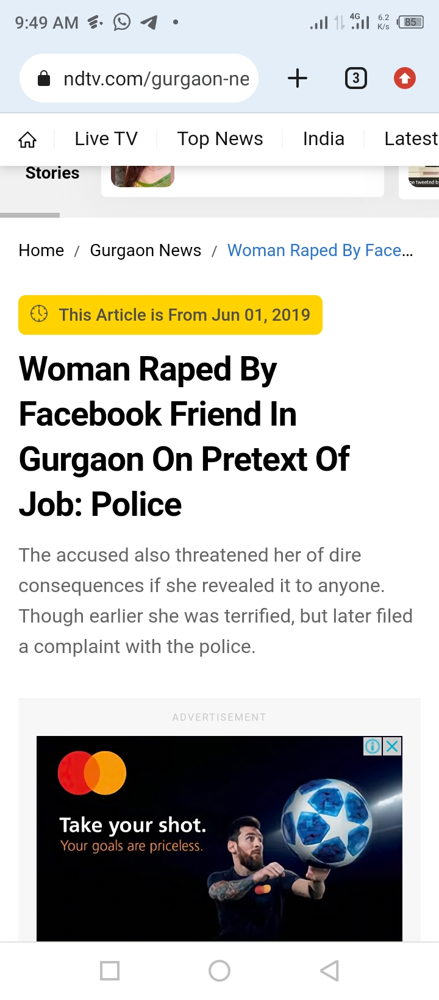 9:49 AM
4G
6.2
K/s
85
ndtv.com/gurgaon-ne
3
Live TV
Top News
India
Latest
Stories
ge tweeted b
Home / Gurgaon News / Woman Raped By Face...
This Article is From Jun 01, 2019
Woman Raped By
Facebook Friend In
Gurgaon On Pretext Of
Job: Police
The accused also threatened her of dire
consequences if she revealed it to anyone.
Though earlier she was terrified, but later filed
a complaint with the police.
ADVERTISEMENT
Take your shot.
Your goals are priceless.